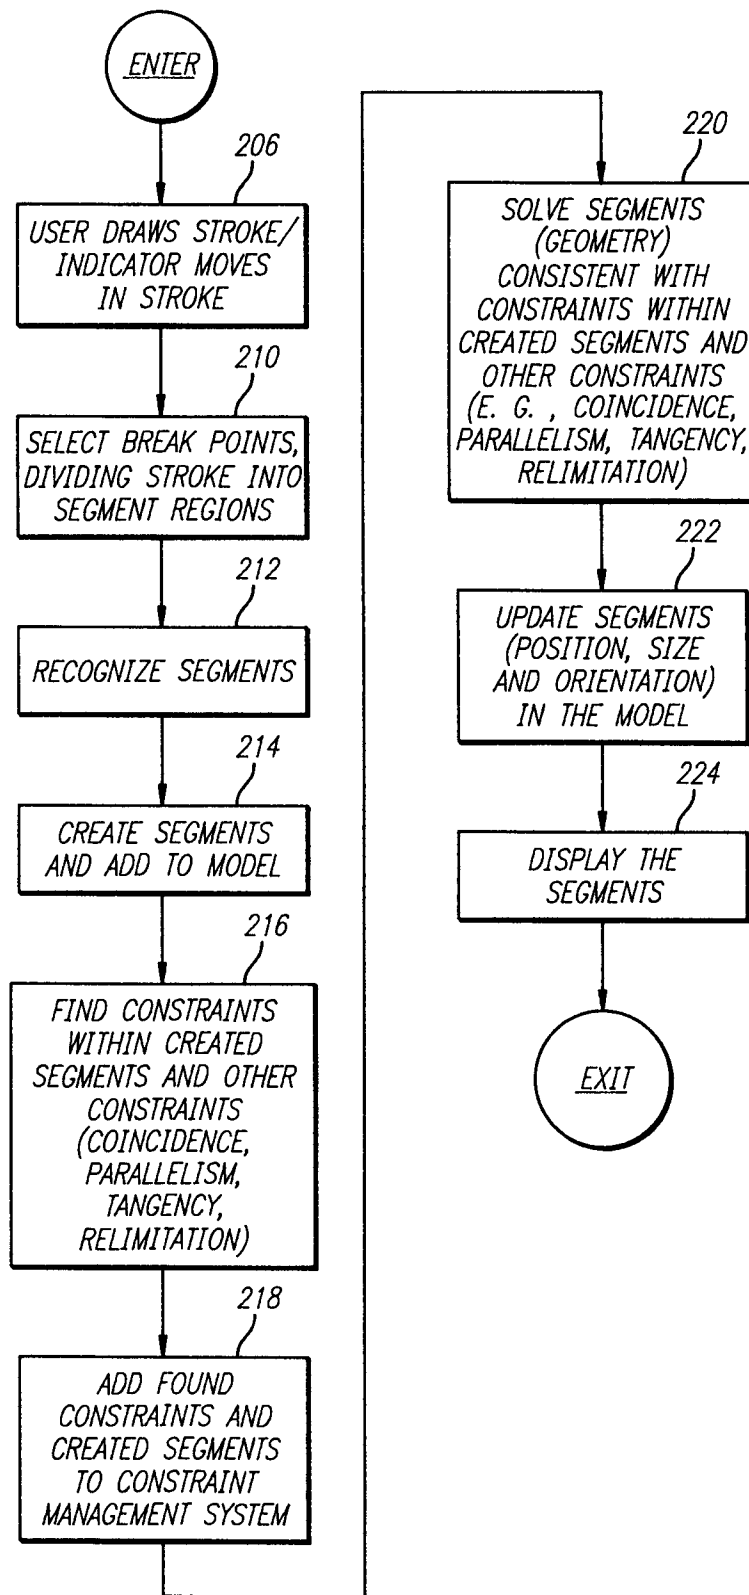 ENTER
206
USER DRAWS STROKE/
INDICATOR MOVES
IN STROKE
210
SELECT BREAK POINTS,
DIVIDING STROKE INTO
SEGMENT REGIONS
212
RECOGNIZE SEGMENTS
214
CREATE SEGMENTS
AND ADD TO MODEL
216
FIND CONSTRAINTS
WITHIN CREATED
SEGMENTS AND OTHER
CONSTRAINTS
(COINCIDENCE,
PARALLELISM,
TANGENCY,
RELIMITATION)
218
ADD FOUND
CONSTRAINTS AND
CREATED SEGMENTS
TO CONSTRAINT
MANAGEMENT SYSTEM
220
SOLVE SEGMENTS
(GEOMETRY)
CONSISTENT WITH
CONSTRAINTS WITHIN
CREATED SEGMENTS AND
OTHER CONSTRAINTS
(E. G. , COINCIDENCE,
PARALLELISM, TANGENCY,
RELIMITATION)
222
UPDATE SEGMENTS
(POSITION, SIZE
AND ORIENTATION)
IN THE MODEL
224
DISPLAY THE
SEGMENTS
EXIT